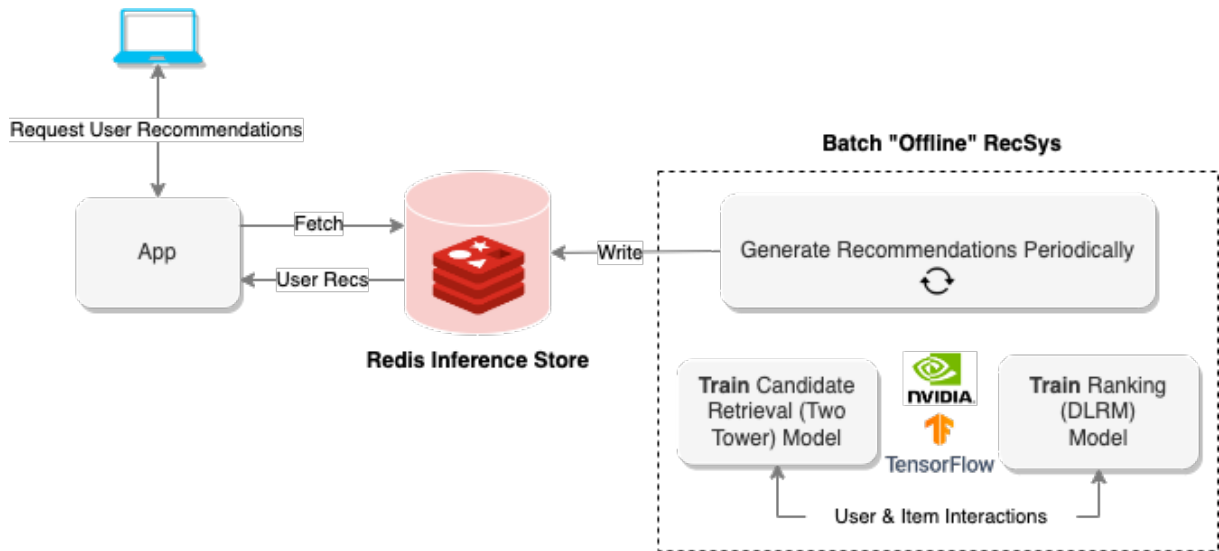 Request User Recommendations
Batch "Offline" RecSys
App
Fetch
User Recs
Write
Generate Recommendations Periodically
Redis Inference Store
Train Candidate
Retrieval (Two
Tower) Model
NVIDIA.
TensorFlow
Train Ranking
(DLRM)
Model
User & Item Interactions